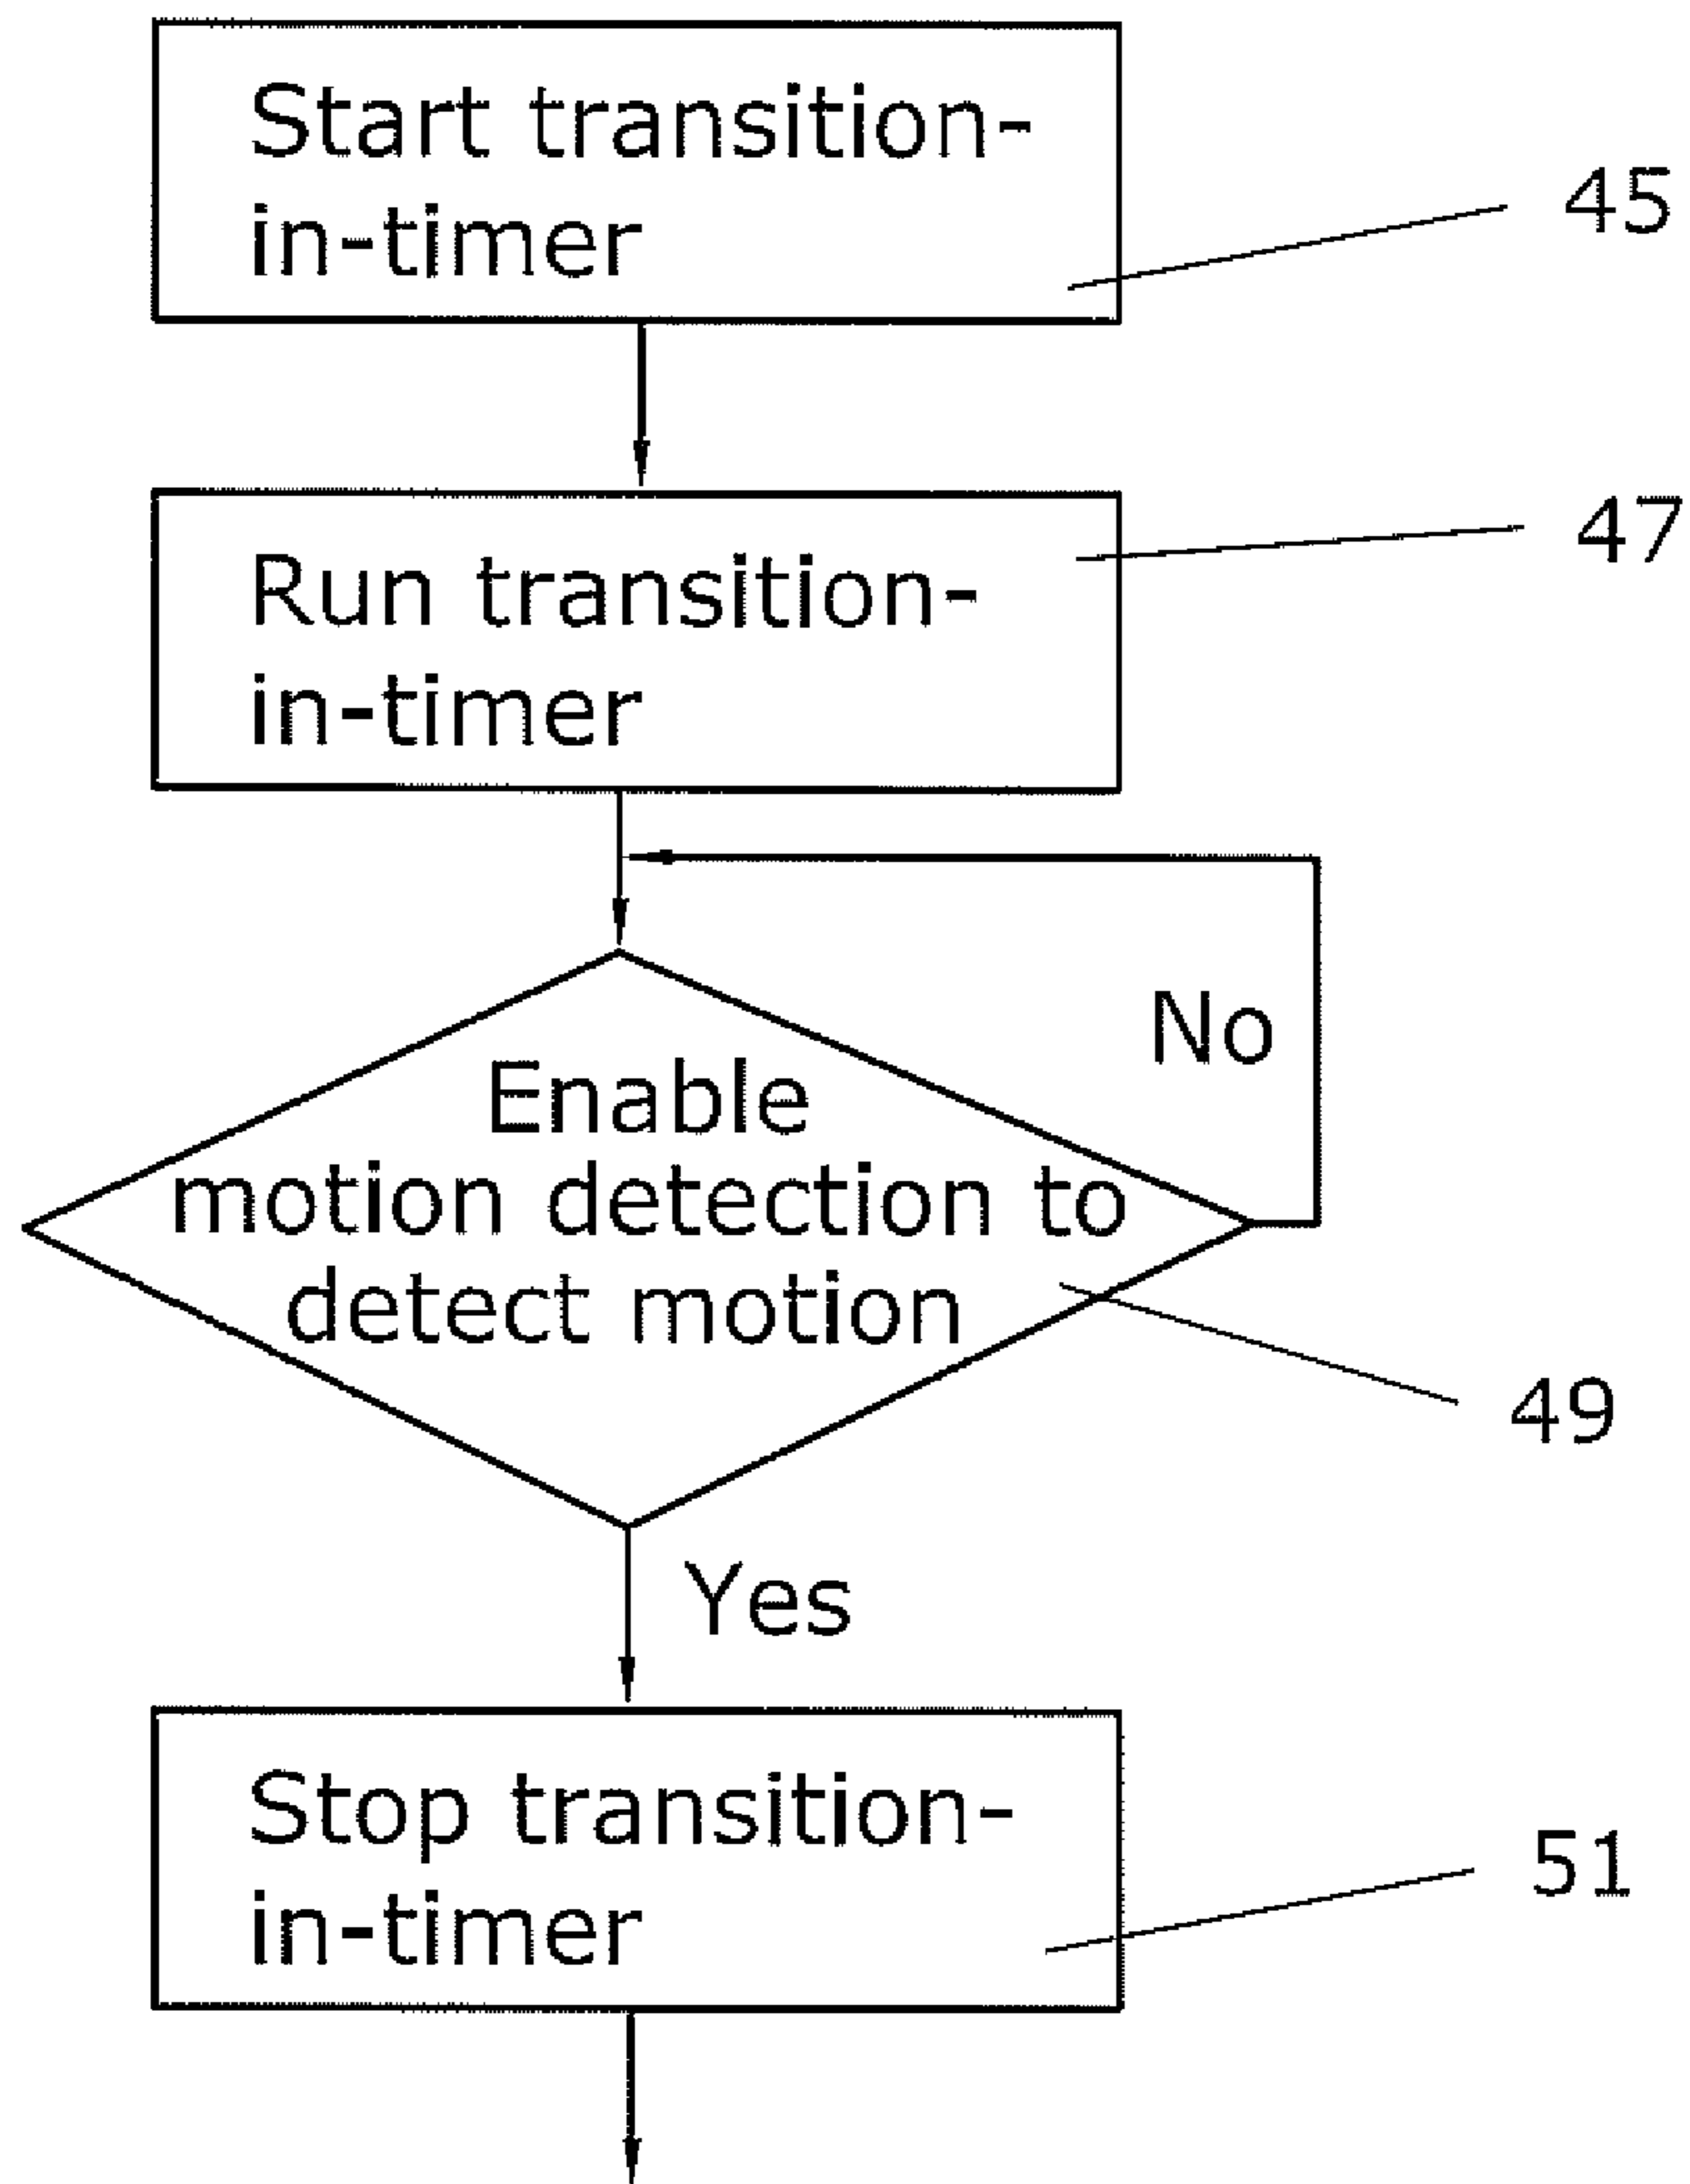 Start transition-
in-timer
45
Run transition-
in-timer
47
No
Enable
motion detection to
detect motion
49
Yes
Stop transition-
in-timer
51